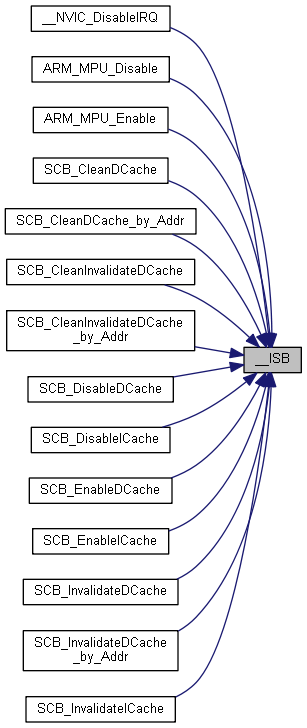 __NVIC_DisableIRQ
ARM_MPU_Disable
ARM_MPU_Enable
SCB_CleanDCache
SCB_CleanDCache_by_Addr
SCB_CleanInvalidateDCache
SCB_CleanInvalidateDCache
_by_Addr
SCB_DisableDCache
SCB_DisableICache
SCB_EnableDCache
SCB_EnableICache
SCB_InvalidateDCache
SCB_InvalidateDCache
_by_Addr
SCB_InvalidateICache
__ISB